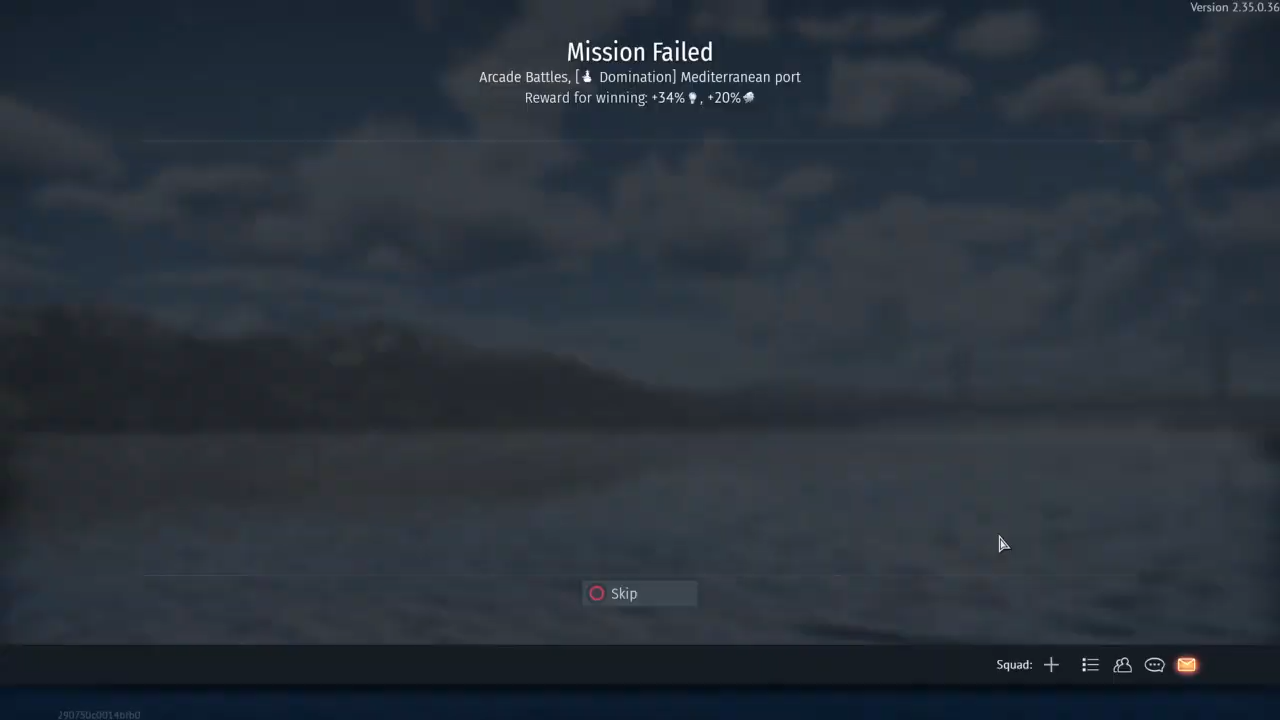 Version 2.35.0.36
Mission Failed
Arcade Battles, [ Domination] Mediterranean port
Reward for winning: +34% , +20%
Skip
Squad: